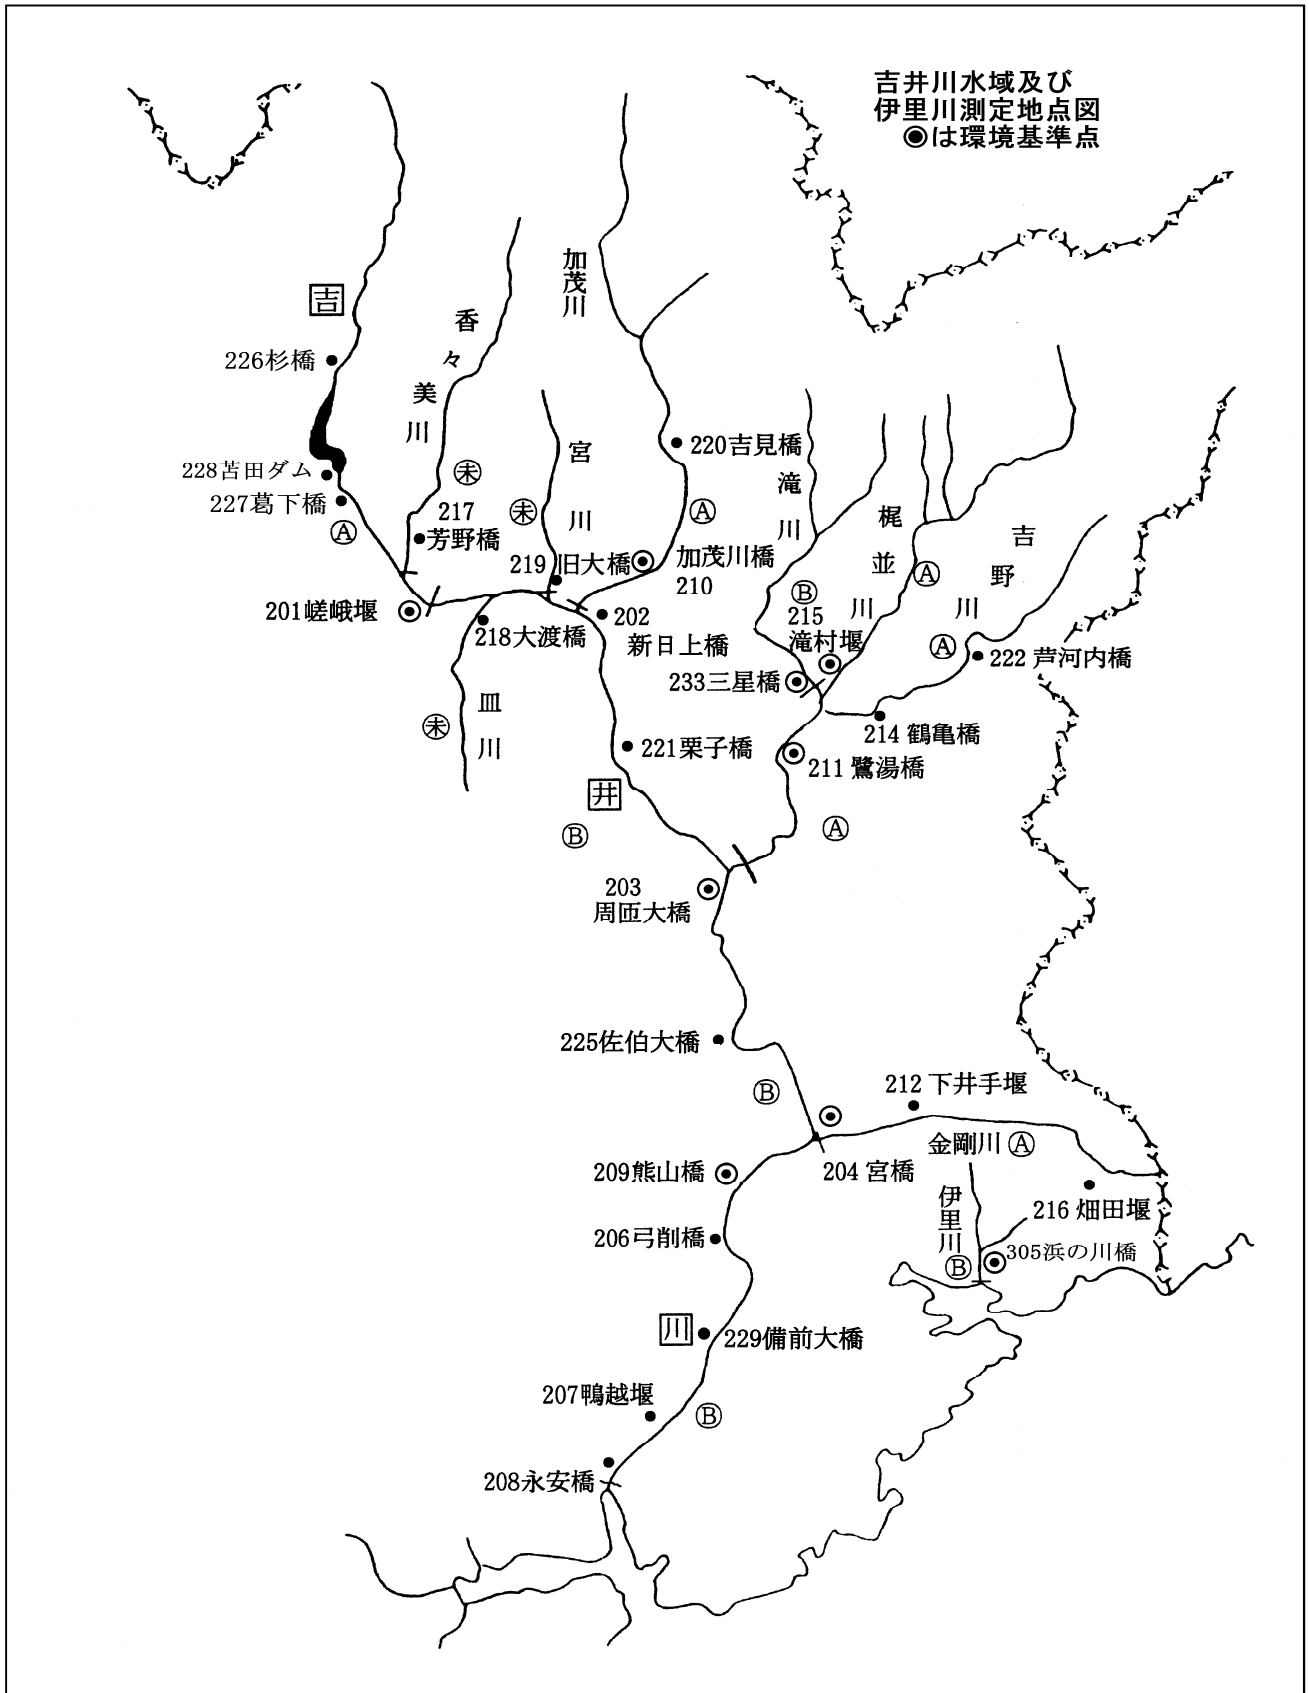 吉井川水域及び
伊里川測定地点図
◉は環境基準点
加茂川
吉
香々美川
226杉橋
宮川
220吉見橋
228苫田ダム
227葛下橋
滝川
梶並川
吉野川
Ⓐ
㊍
217
芳野橋
未
未
219
旧大橋
Ⓐ
加茂川橋
210
Ⓑ
215
滝村堰
Ⓐ
Ⓐ
201嵯峨堰
218大渡橋
202
新日上橋
222 芦河内橋
233三星橋
皿川
未
214 鶴亀橋
221栗子橋
211 鷺湯橋
井
Ⓑ
Ⓐ
203
周匝大橋
225佐伯大橋
Ⓑ
212 下井手堰
金剛川 Ⓐ
204 宮橋
209熊山橋
伊里川
216 畑田堰
206弓削橋
305浜の川橋
Ⓑ
川
229備前大橋
207鴨越堰
Ⓑ
208永安橋